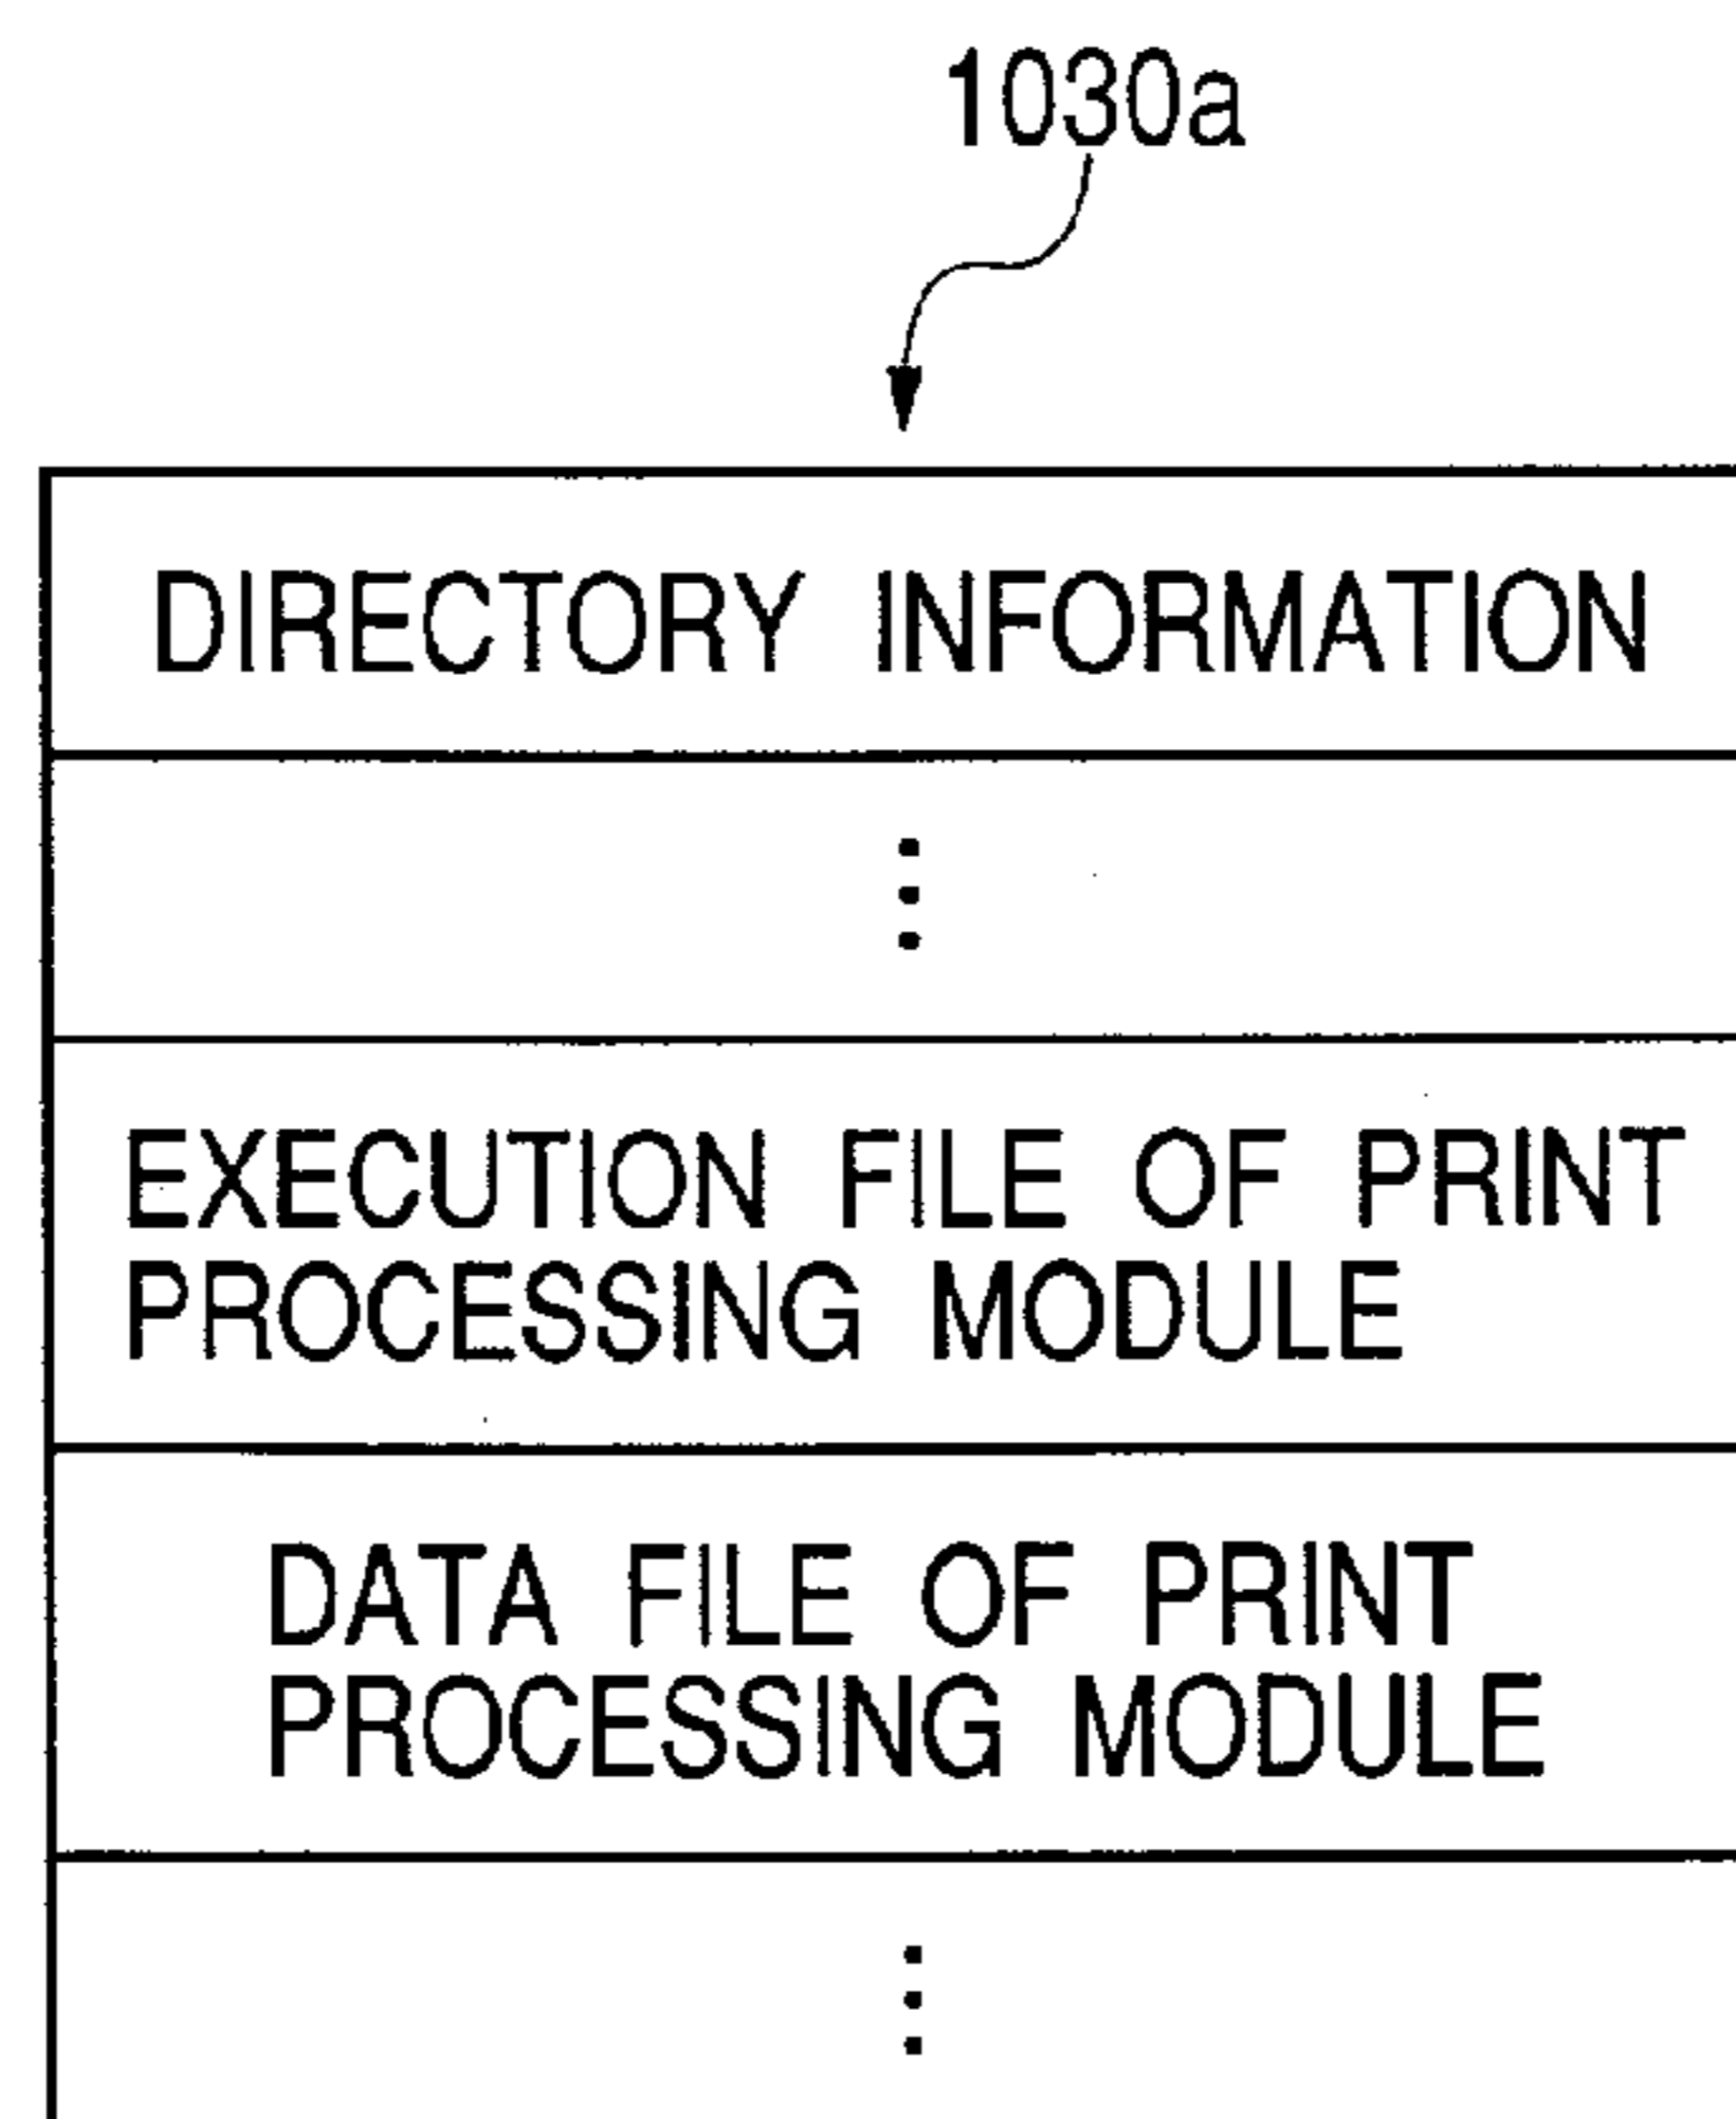 1030a
DIRECTORY INFORMATION
EXECUTION FILE OF PRINT
PROCESSING MODULE
DATA FILE OF PRINT
PROCESSING MODULE